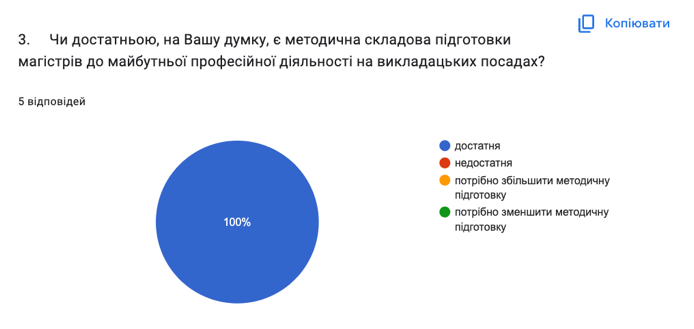 Копіювати
3. Чи достатньою, на Вашу думку, є методична складова підготовки
магістрів до майбутньої професійної діяльності на викладацьких посадах?
5 відповідей
100%
достатня
недостатня
потрібно збільшити методичну
підготовку
потрібно зменшити методичну
підготовку